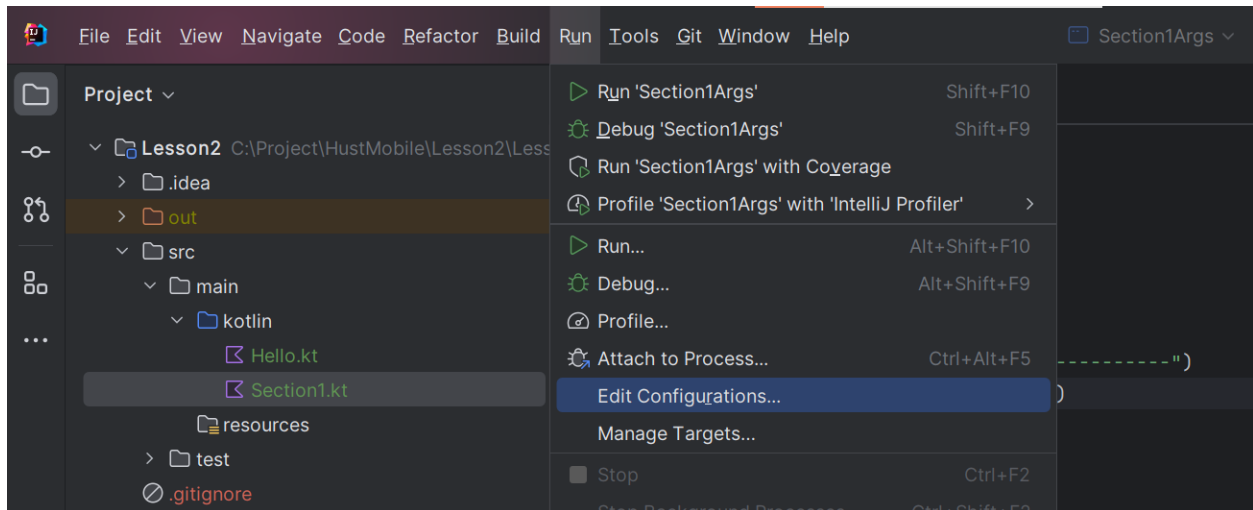 File Edit View Navigate Code Refactor Build Run Tools Git Window Help Section1Args
Project
Run 'Section1Args' Shift+F10
Debug 'Section1Args' Shift+F9
Lesson2 C:\Project\HustMobile\Lesson2\Less
Run 'Section1Args' with Coverage
.idea
Profile 'Section1Args' with 'IntelliJ Profiler'
out
Run... Alt+Shift+F10
src
Debug... Alt+Shift+F9
main
Profile...
kotlin
Hello.kt
Attach to Process... Ctrl+Alt+F5
----------")
Section1.kt
Edit Configurations...
)
resources
Manage Targets...
test
Stop Ctrl+F2
.gitignore